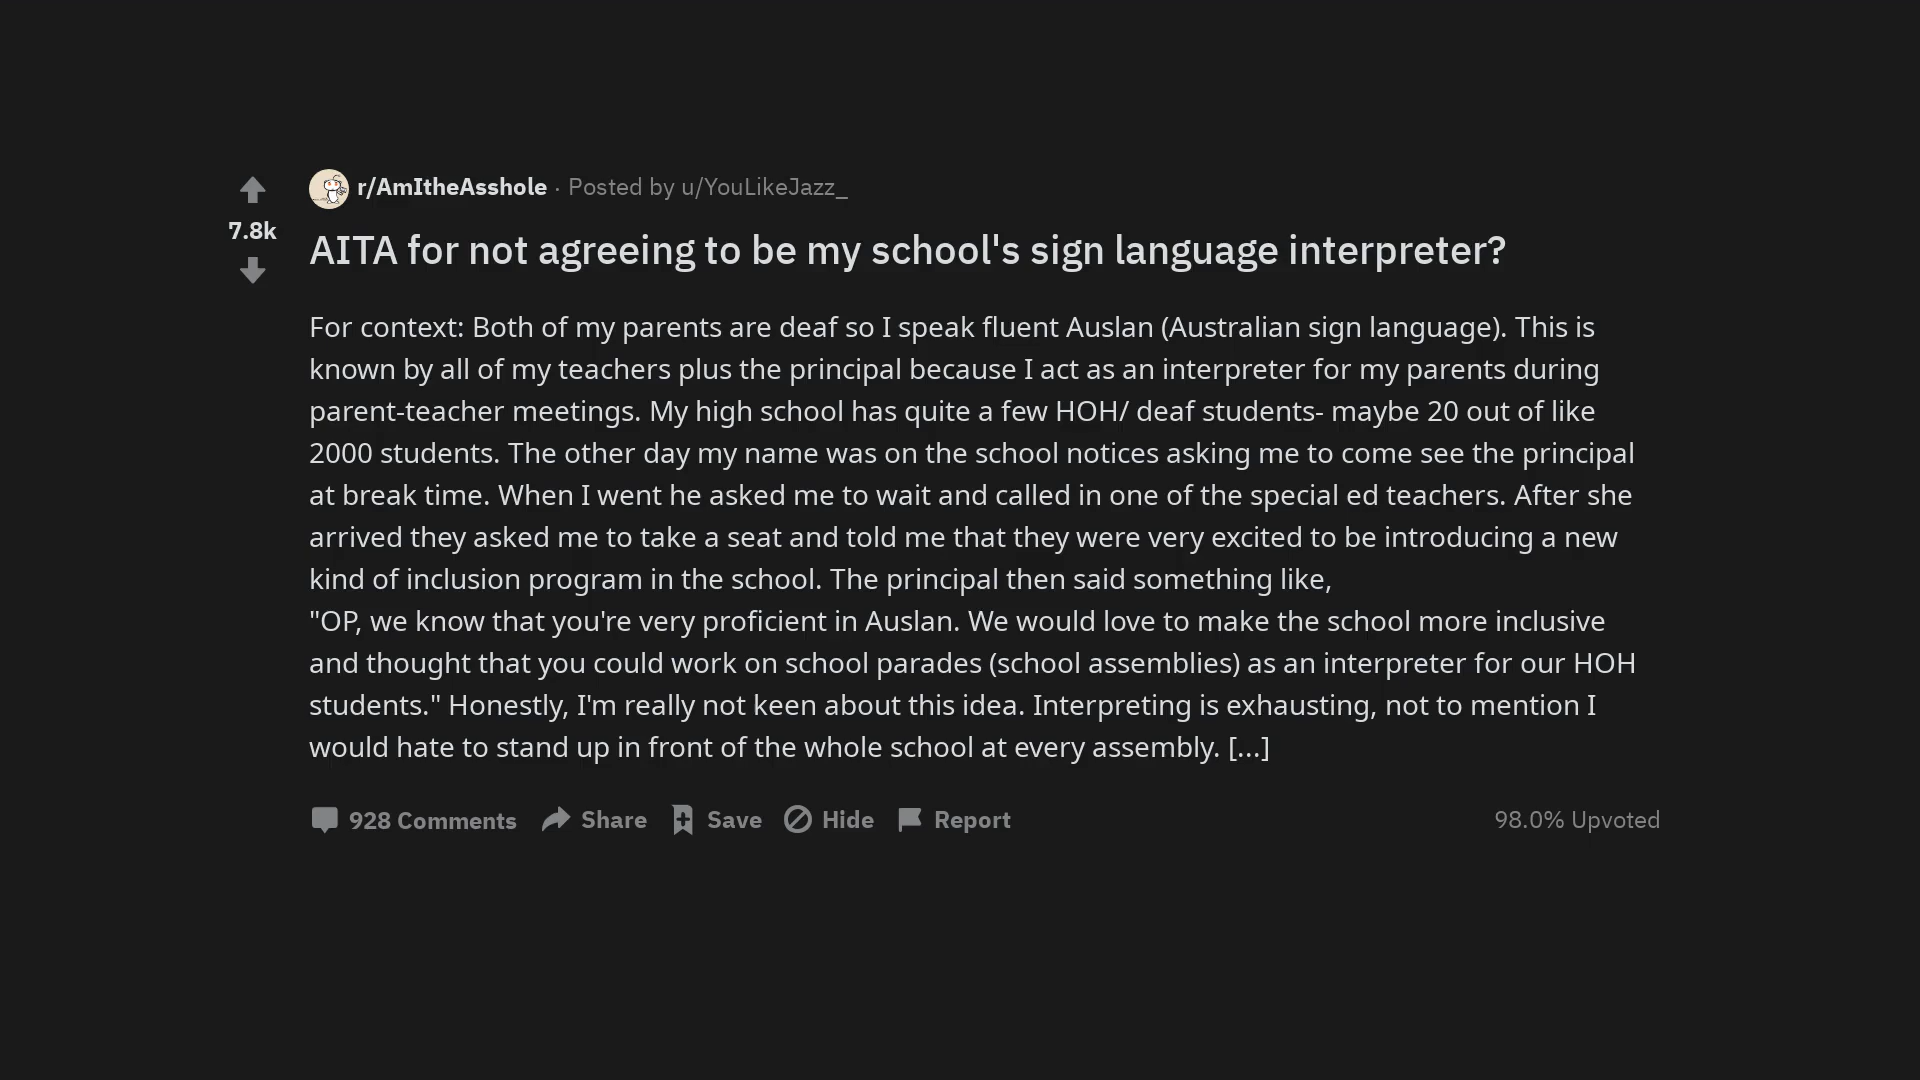 r/AmItheAsshole · Posted by u/YouLikeJazz_
7.8k
AITA for not agreeing to be my school's sign language interpreter?
For context: Both of my parents are deaf so I speak fluent Auslan (Australian sign language). This is
known by all of my teachers plus the principal because I act as an interpreter for my parents during
parent-teacher meetings. My high school has quite a few HOH/ deaf students- maybe 20 out of like
2000 students. The other day my name was on the school notices asking me to come see the principal
at break time. When I went he asked me to wait and called in one of the special ed teachers. After she
arrived they asked me to take a seat and told me that they were very excited to be introducing a new
kind of inclusion program in the school. The principal then said something like,
"OP, we know that you're very proficient in Auslan. We would love to make the school more inclusive
and thought that you could work on school parades (school assemblies) as an interpreter for our HOH
students." Honestly, I'm really not keen about this idea. Interpreting is exhausting, not to mention I
would hate to stand up in front of the whole school at every assembly. [...]
928 Comments Share Save Hide Report 98.0% Upvoted